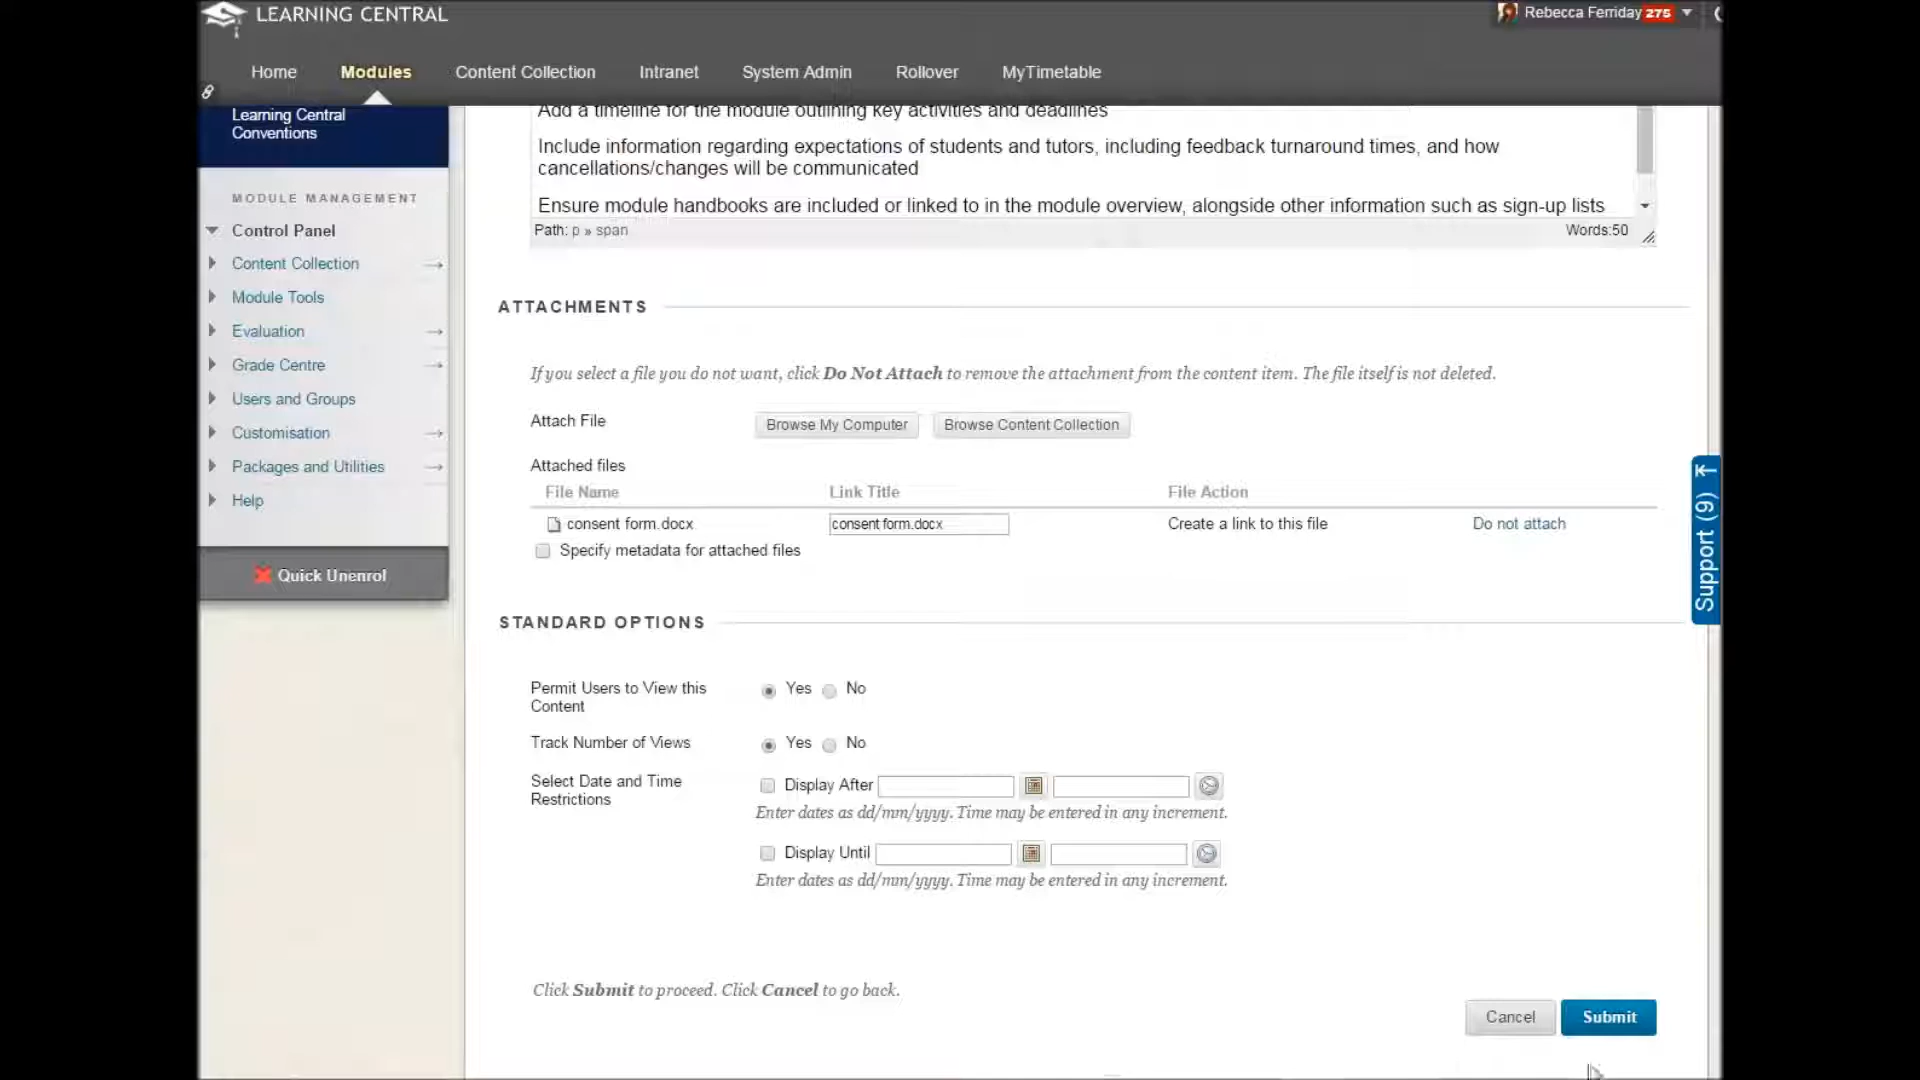 LEARNING CENTRAL
Rebecca Ferriday 275
Home Modules Content Collection Intranet System Admin Rollover MyTimetable
Learning Central
Conventions
MODULE MANAGEMENT
Control Panel
Content Collection
Module Tools
Evaluation
Grade Centre
Users and Groups
Customisation
Packages and Utilities
Help
Quick Unenrol
Add a timeline for the module outlining key activities and deadlines
Include information regarding expectations of students and tutors, including feedback turnaround times, and how
cancellations/changes will be communicated
Ensure module handbooks are included or linked to in the module overview, alongside other information such as sign-up lists
Path: p » span Words:50
ATTACHMENTS
If you select a file you do not want, click Do Not Attach to remove the attachment from the content item. The file itself is not deleted.
Attach File Browse My Computer Browse Content Collection
Attached files
File Name Link Title File Action
consent form.docx consent form.docx Create a link to this file Do not attach
Specify metadata for attached files
STANDARD OPTIONS
Permit Users to View this
Content
Yes No
Track Number of Views Yes No
Select Date and Time
Restrictions
Display After
Enter dates as dd/mm/yyyy. Time may be entered in any increment.
Display Until
Enter dates as dd/mm/yyyy. Time may be entered in any increment.
Click Submit to proceed. Click Cancel to go back.
Cancel Submit
Support (9)